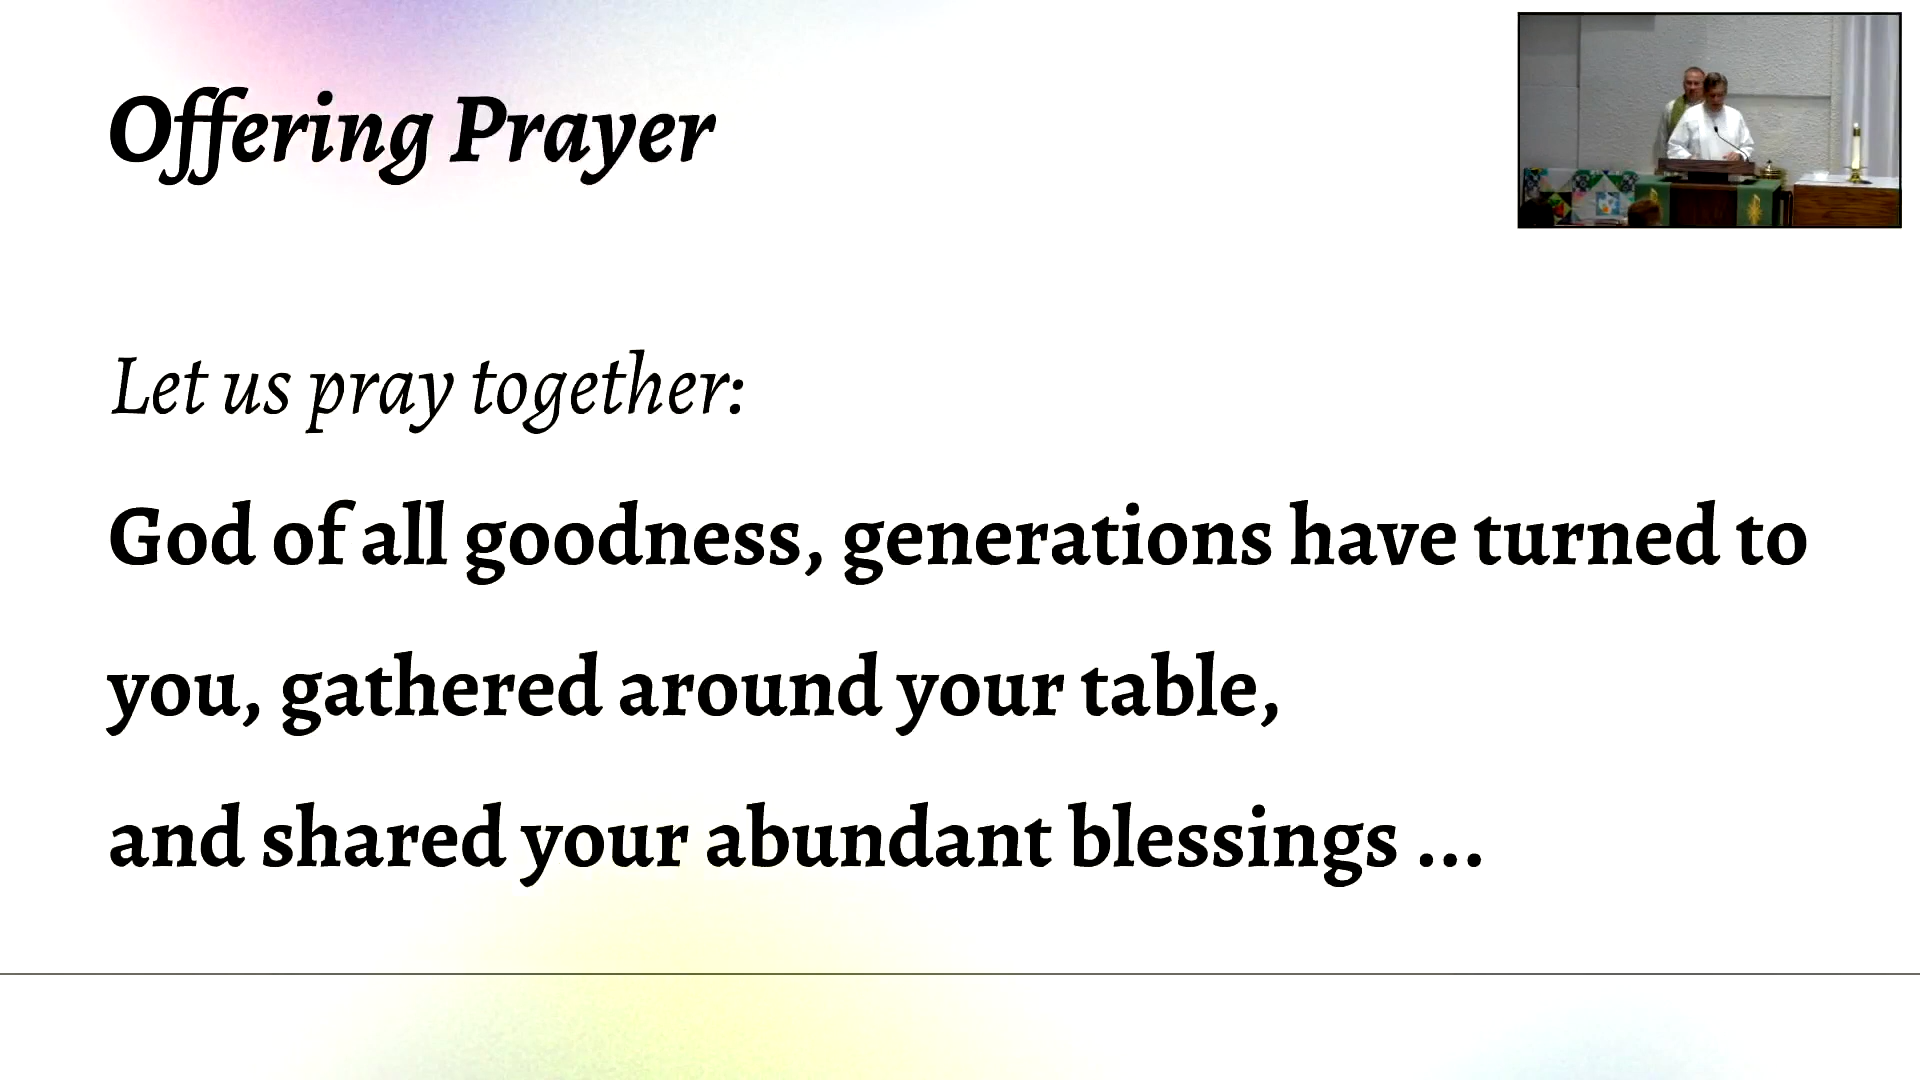 Offering Prayer
Let us pray together:
God of all goodness, generations have turned to
you, gathered around your table,
and shared your abundant blessings ...